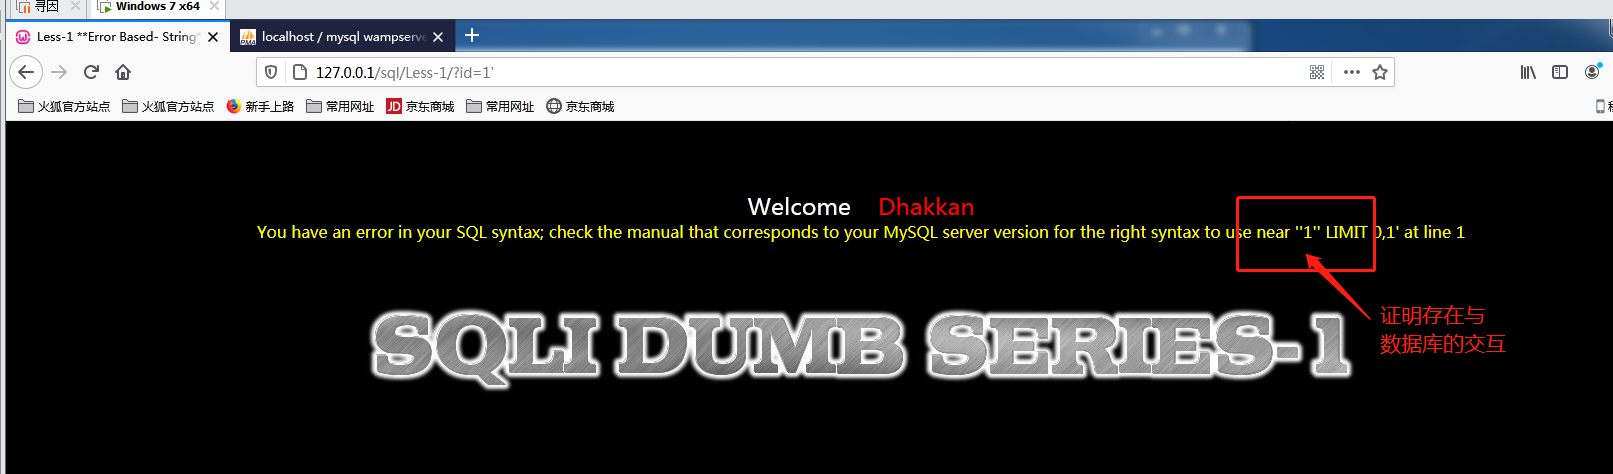 寻因
Windows 7 x64
Less-1 **Error Based- String*
localhost / mysql wampserve
127.0.0.1/sql/Less-1/?id=1'
火狐官方站点 火狐官方站点 新手上路 常用网址 JD 京东商城 常用网址 京东商城
Welcome Dhakkan
You have an error in your SQL syntax; check the manual that corresponds to your MySQL server version for the right syntax to use near ''1'' LIMIT 0,1' at line 1
SQLI DUMB SERIES-1
证明存在与
数据库的交互